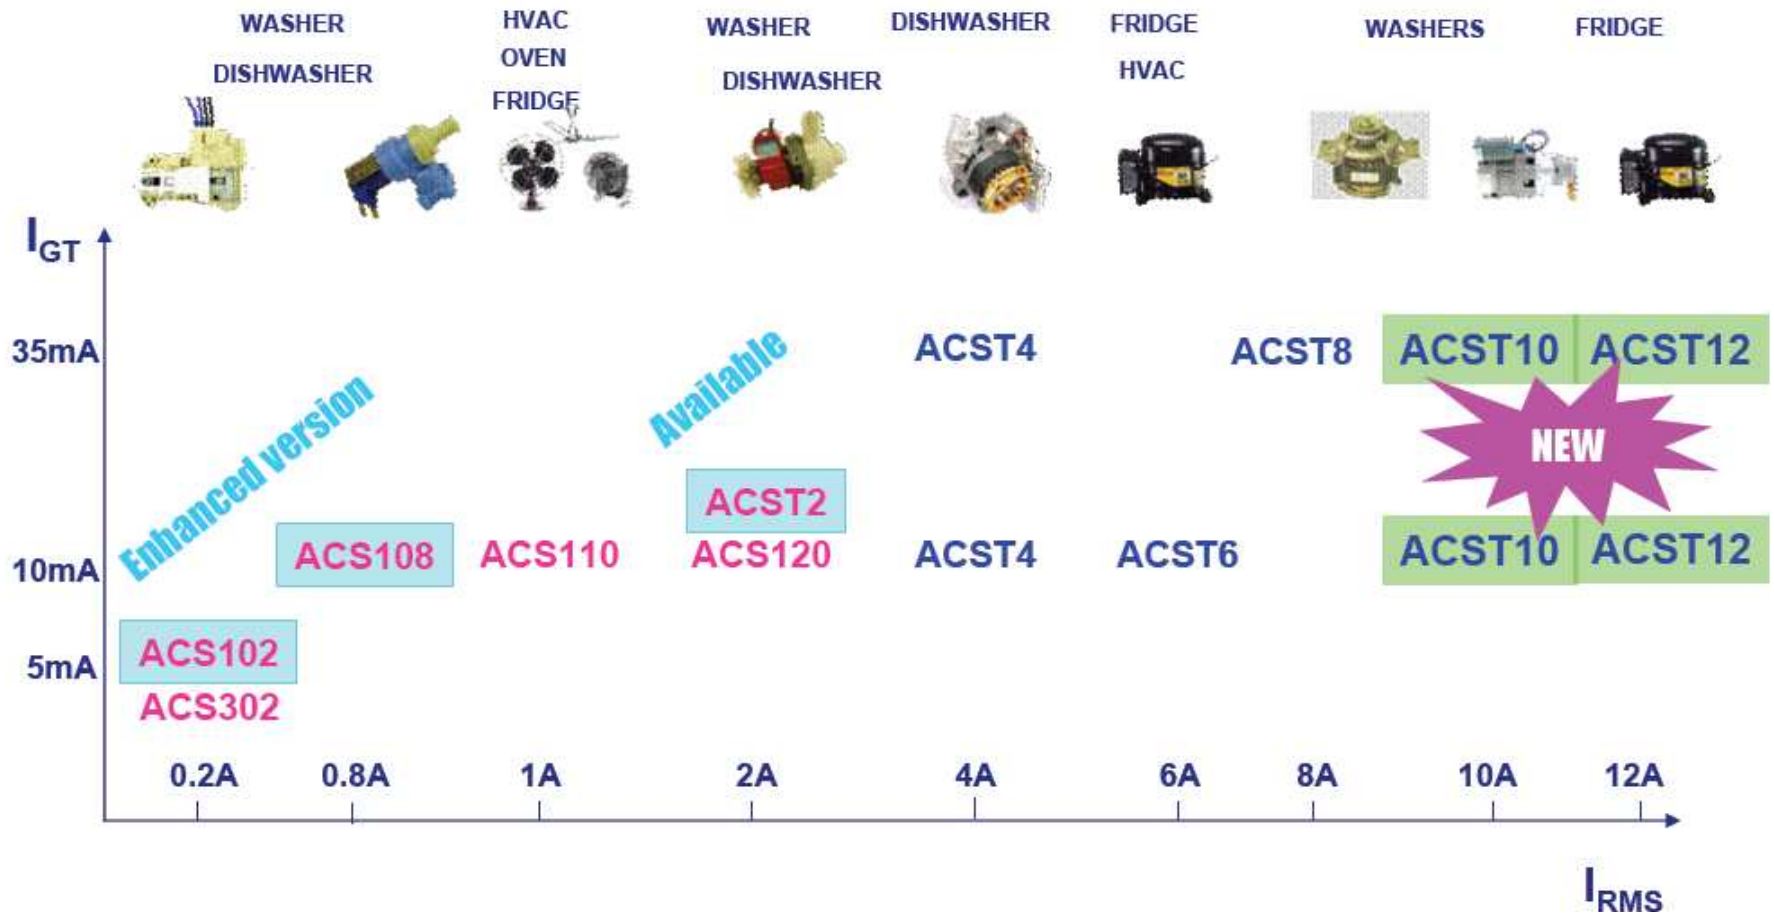 WASHER
DISHWASHER
HVAC
OVEN
FRIDGE
WASHER
DISHWASHER
DISHWASHER
FRIDGE
HVAC
WASHERS
FRIDGE
IGT
35mA
ACST4
ACST8
ACST10
ACST12
Enhanced version
Available
NEW
ACST2
10mA
ACS108
ACS110
ACS120
ACST4
ACST6
ACST10
ACST12
5mA
ACS102
ACS302
0.2A
0.8A
1A
2A
4A
6A
8A
10A
12A
IRMS